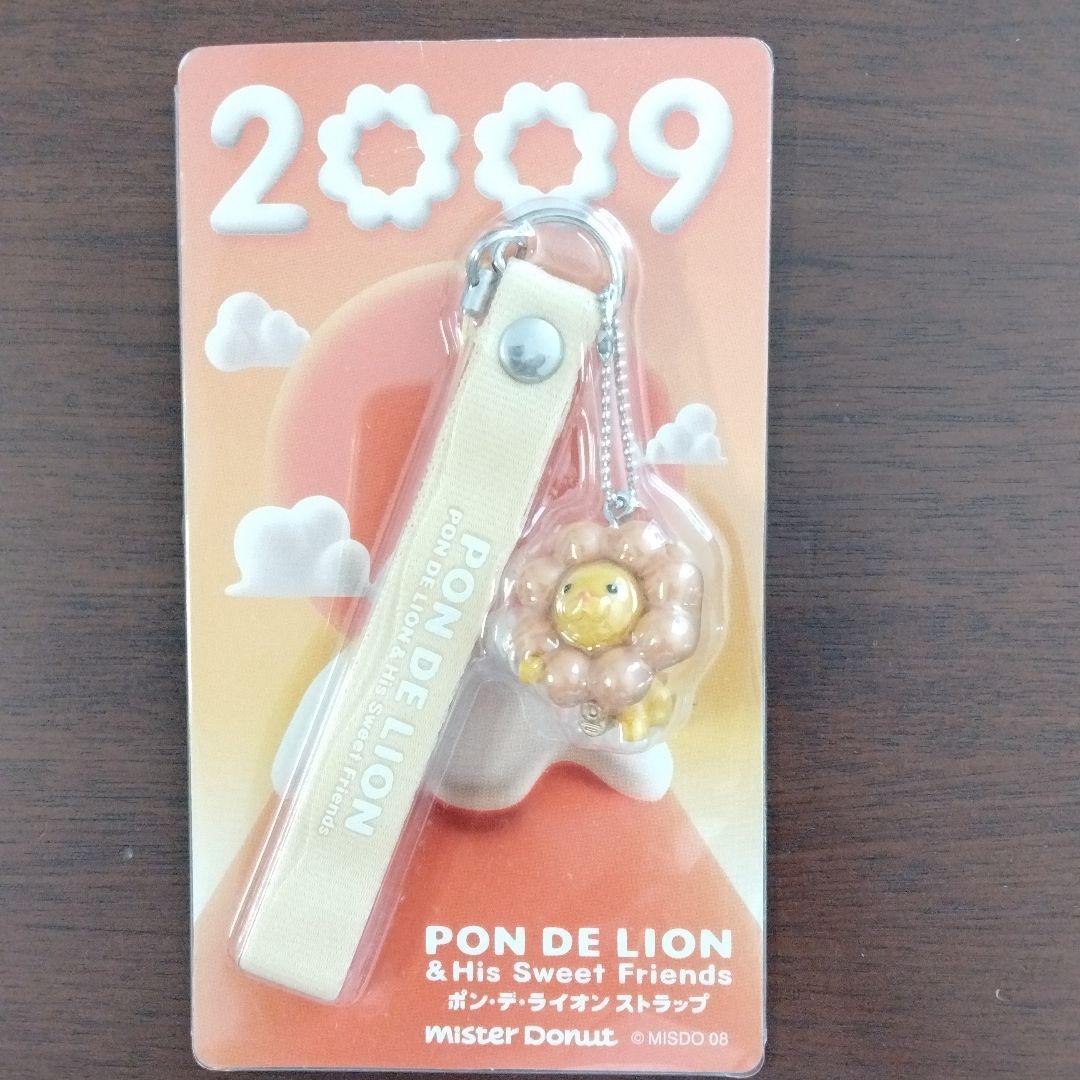 2009
PON DE LION
PON DE LION & His Sweet Friends
PON DE LION
& His Sweet Friends
ポン・デ・ライオン ストラップ
mister Donut ©MISDO 08